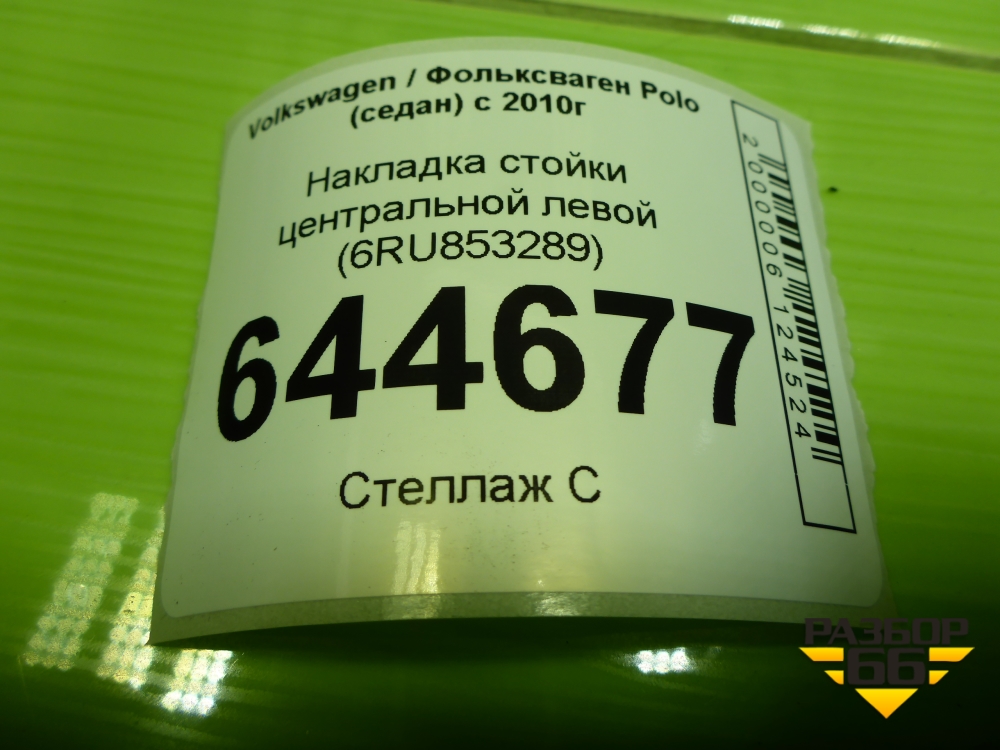 Volkswagen / Фольксваген Polo
(седан) с 2010г
Накладка стойки
центральной левой
(6RU853289)
644677
Стеллаж С
2000006124524
РАЗБОР
66